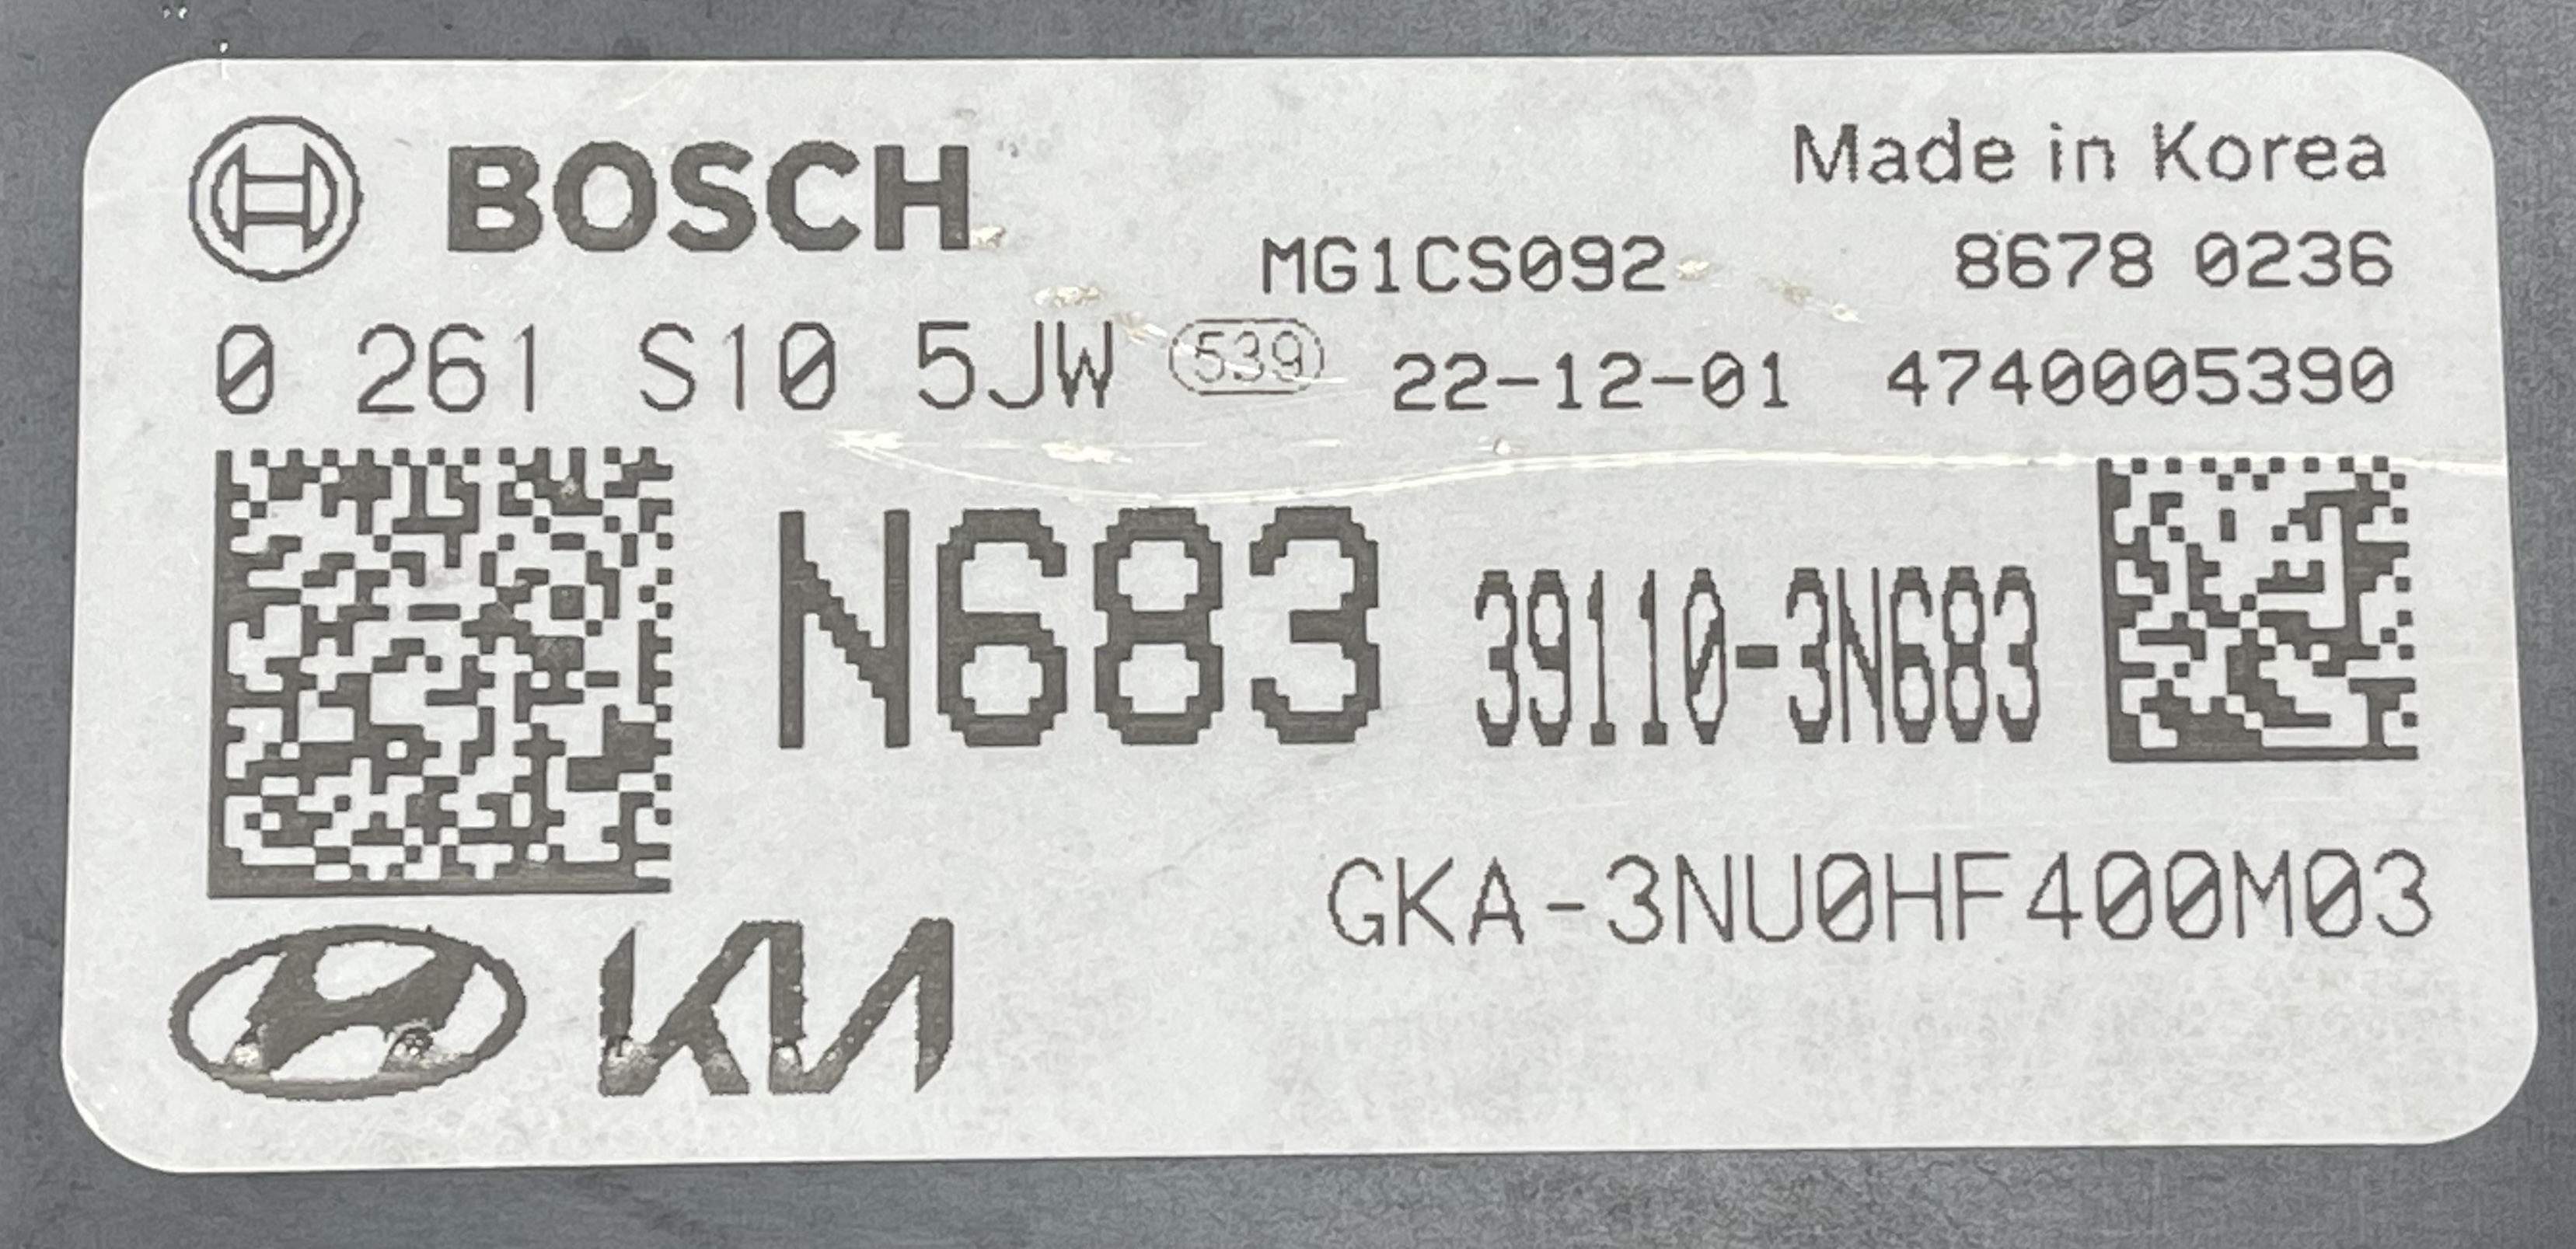 BOSCH
Made in Korea
MG1CS092 8678 0236
0 261 S10 5JW 539 22-12-01 4740005390
N683 39110-3N683
GKA-3NU0HF400M03
KIA